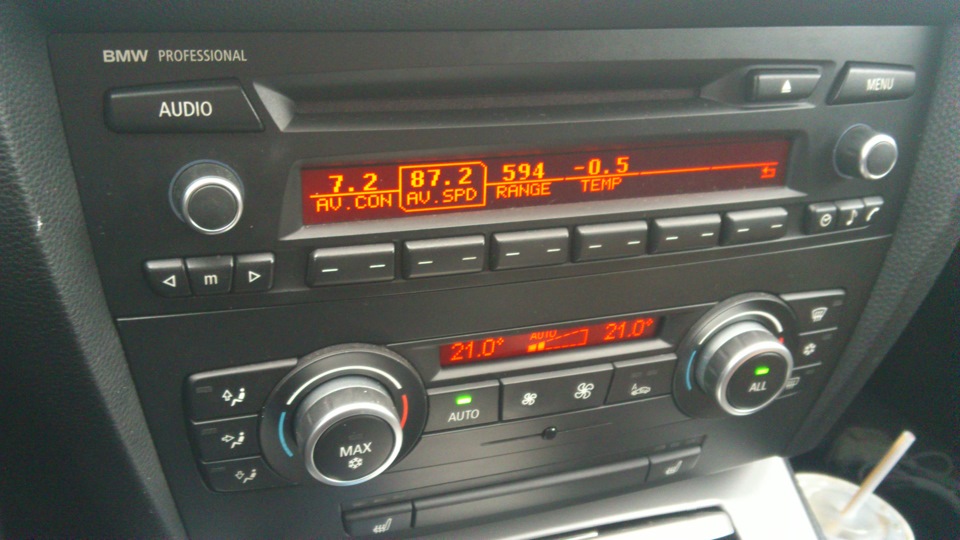 BMW PROFESSIONAL
AUDIO
MENU
7.2 87.2 594 -0.5
AV.CON AV.SPD RANGE TEMP
m
21.0° AUTO 21.0°
AUTO
ALL
MAX